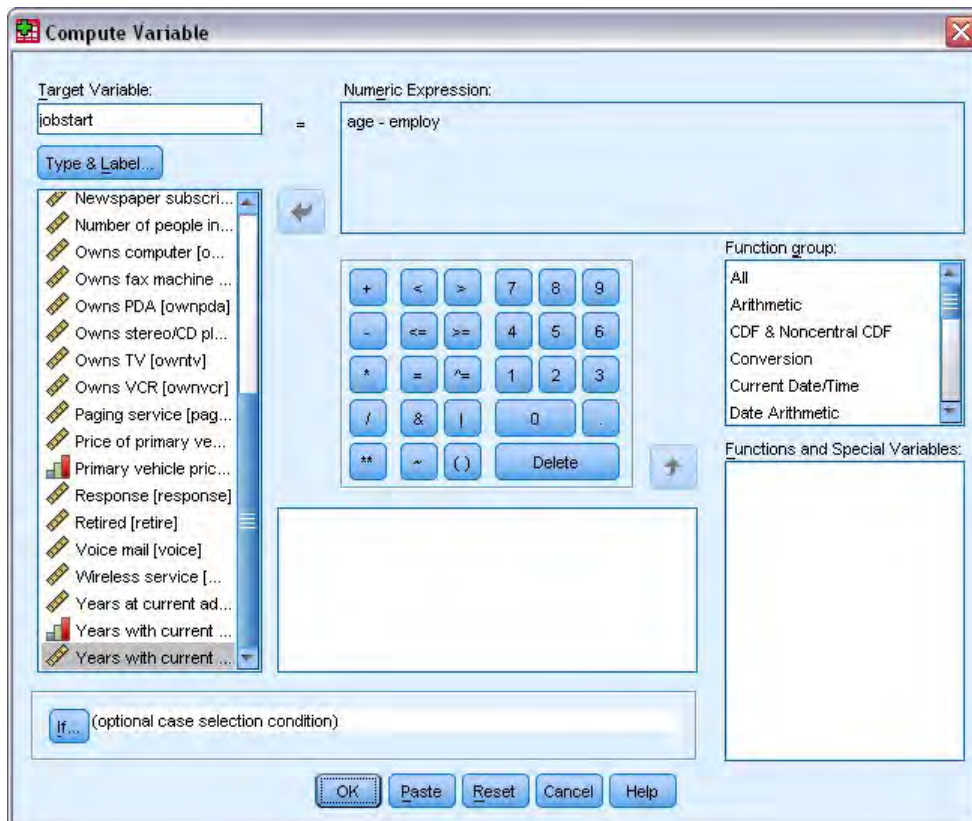 Compute Variable
Target Variable:
jobstart
=
Numeric Expression:
age - employ
Type & Label...
Newspaper subscri...
Number of people in...
Owns computer [o...
Owns fax machine ...
Owns PDA [ownpda]
Owns stereo/CD pl...
Owns TV [owntv]
Owns VCR [ownvcr]
Paging service [pag...
Price of primary ve...
Primary vehicle pric...
Response [response]
Retired [retire]
Voice mail [voice]
Wireless service [...
Years at current ad...
Years with current ...
Years with current ...
+ < > 7 8 9
- <= >= 4 5 6
* = ~= 1 2 3
/ & | 0 .
** ~ ( ) Delete
Function group:
All
Arithmetic
CDF & Noncentral CDF
Conversion
Current Date/Time
Date Arithmetic
Functions and Special Variables:
If... (optional case selection condition)
OK Paste Reset Cancel Help